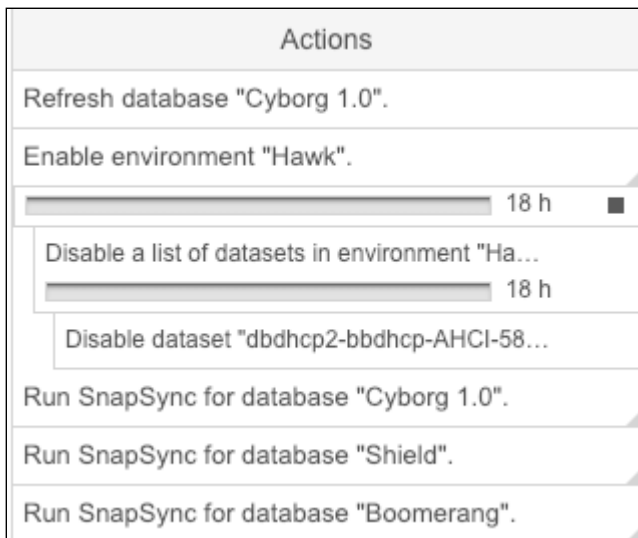 Actions
Refresh database "Cyborg 1.0".
Enable environment "Hawk".
18 h
Disable a list of datasets in environment "Ha…
18 h
Disable dataset "dbdhcp2-bbdhcp-AHCI-58…
Run SnapSync for database "Cyborg 1.0".
Run SnapSync for database "Shield".
Run SnapSync for database "Boomerang".